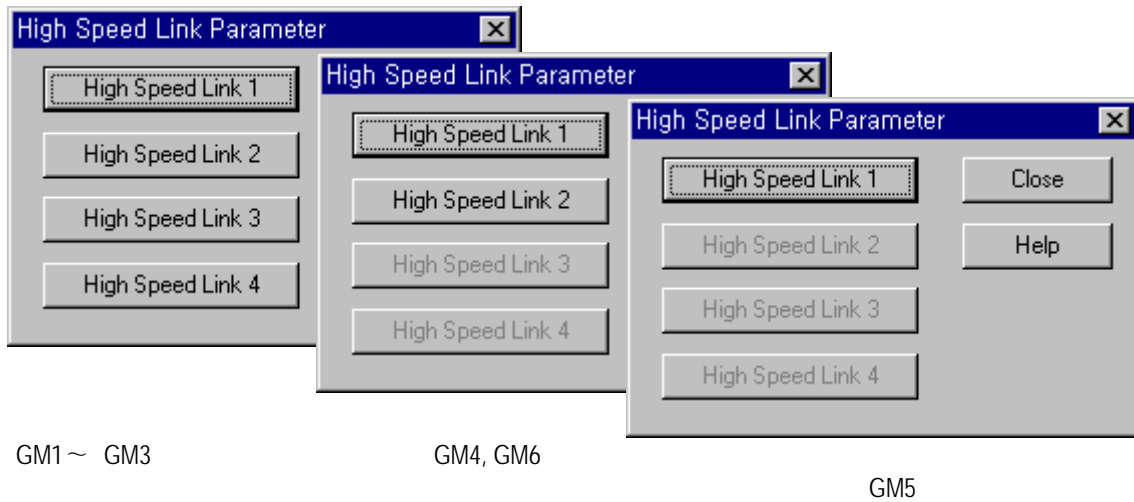 High Speed Link Parameter
High Speed Link 1
High Speed Link 2
High Speed Link 3
High Speed Link 4
High Speed Link Parameter
High Speed Link 1
High Speed Link 2
High Speed Link 3
High Speed Link 4
High Speed Link Parameter
High Speed Link 1
Close
High Speed Link 2
Help
High Speed Link 3
High Speed Link 4
GM1～ GM3
GM4, GM6
GM5